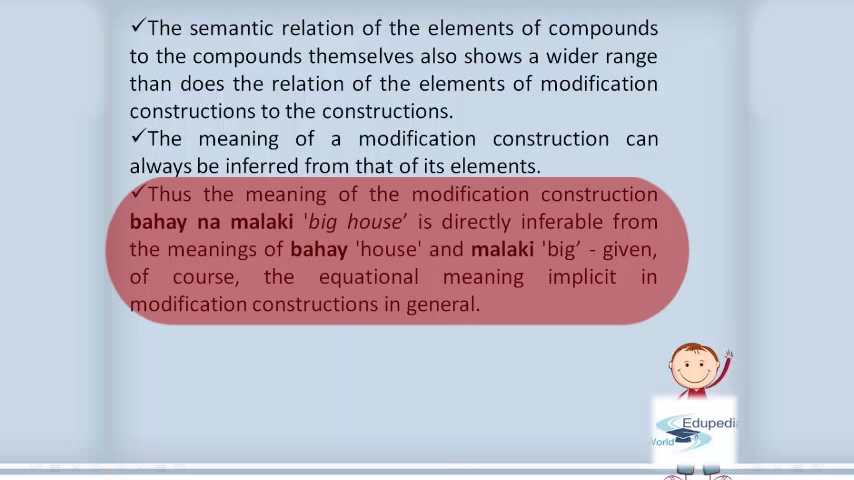 ✓The semantic relation of the elements of compounds
to the compounds themselves also shows a wider range
than does the relation of the elements of modification
constructions to the constructions.
✓The meaning of a modification construction can
always be inferred from that of its elements.
✓Thus the meaning of the modification construction
bahay na malaki 'big house’ is directly inferable from
the meanings of bahay 'house' and malaki 'big’ - given,
of course, the equational meaning implicit in
modification constructions in general.
Edupedi
World